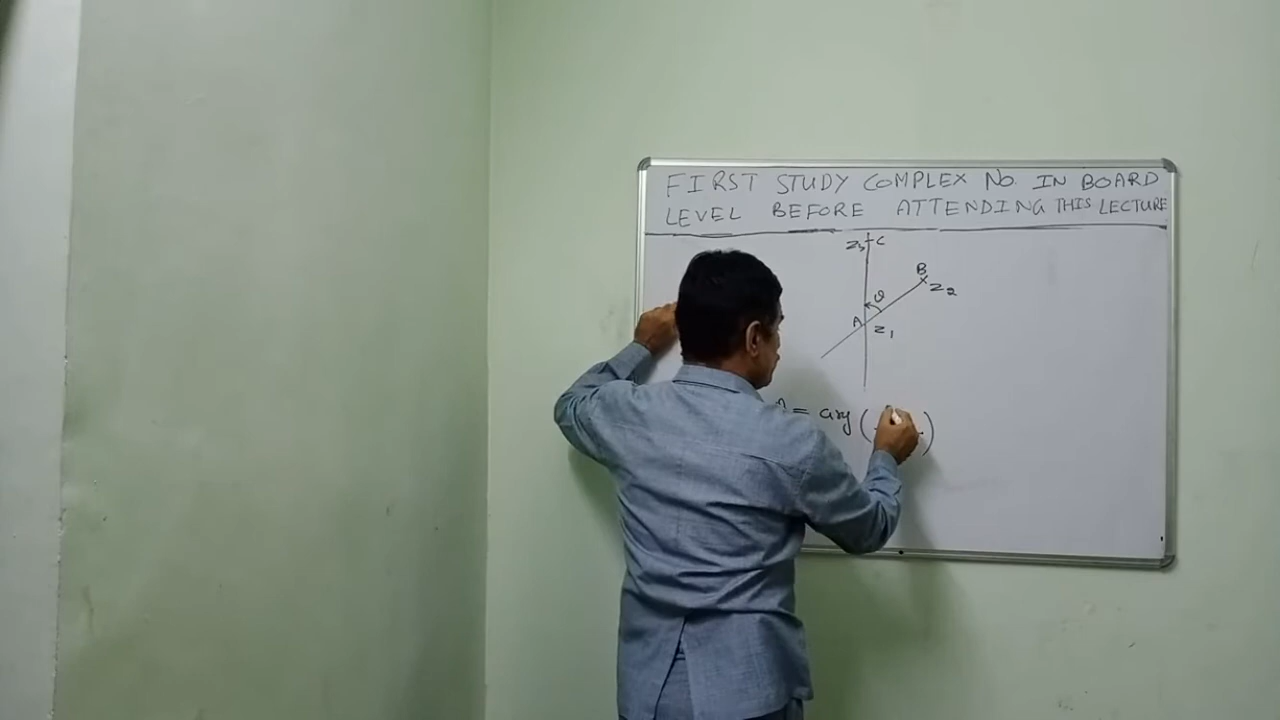 FIRST STUDY COMPLEX NO. IN BOARD
LEVEL BEFORE ATTENDING THIS LECTURE
Z3 C
B
Z2
θ
A
Z1
= arg ( )